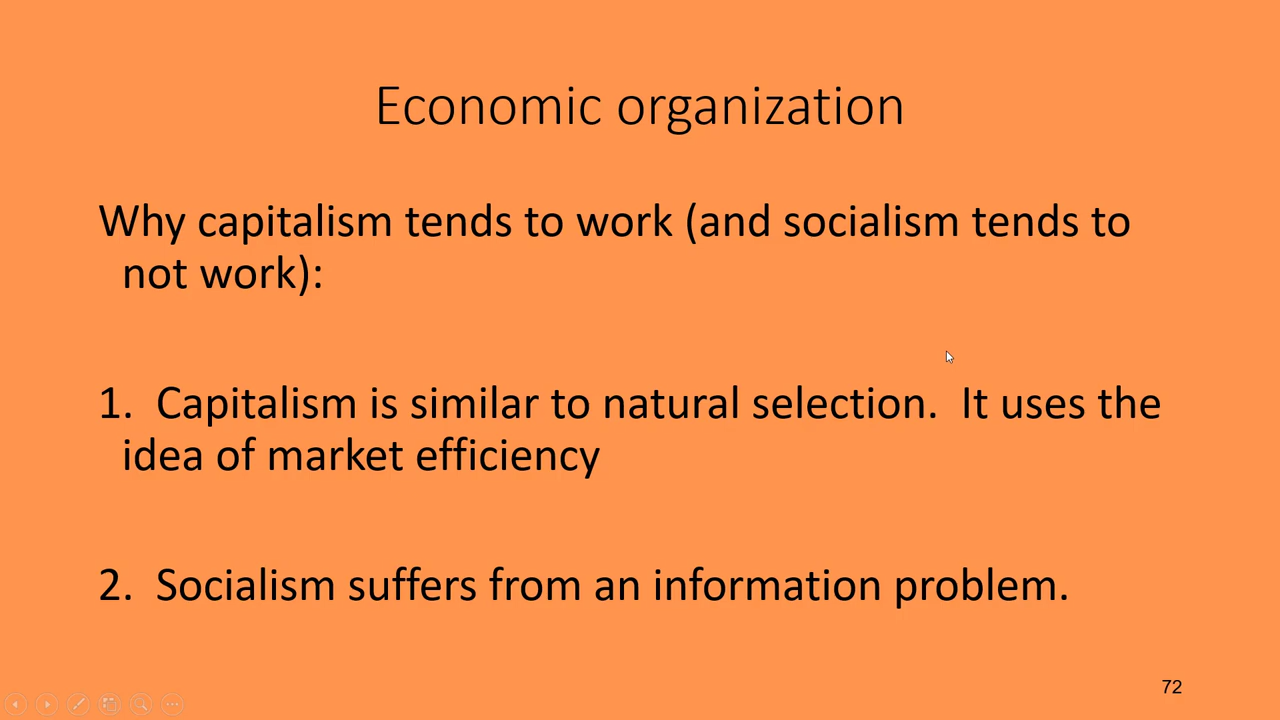 Economic organization
Why capitalism tends to work (and socialism tends to
not work):
1.  Capitalism is similar to natural selection.  It uses the
idea of market efficiency
2.  Socialism suffers from an information problem.
72